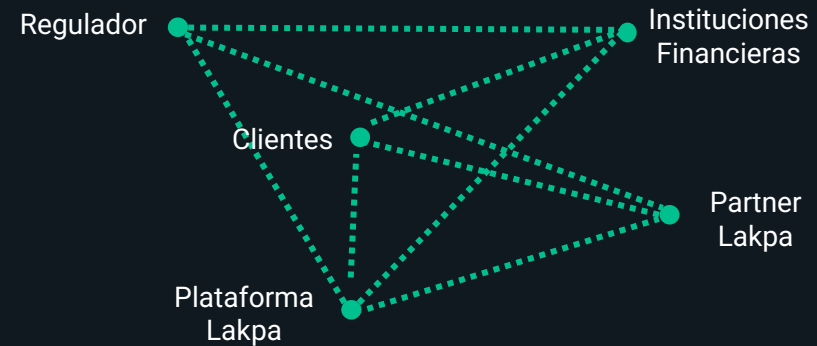 Regulador
Instituciones
Financieras
Clientes
Partner
Lakpa
Plataforma
Lakpa